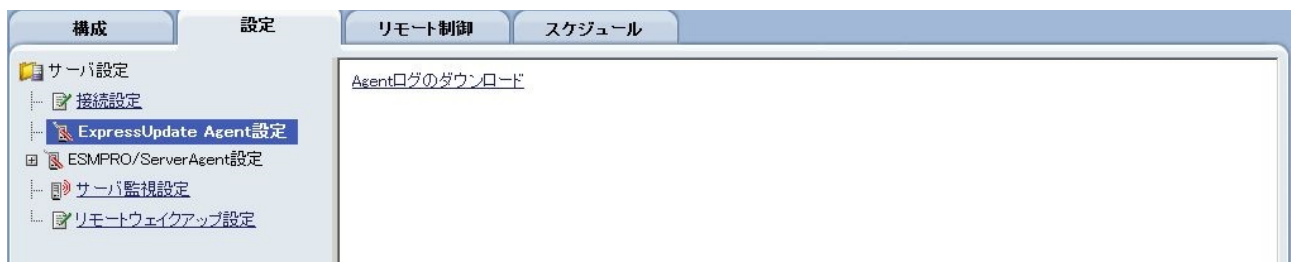 構成 設定 リモート制御 スケジュール
サーバ設定
接続設定
ExpressUpdate Agent設定
ESMPRO/ServerAgent設定
サーバ監視設定
リモートウェイクアップ設定
Agentログのダウンロード